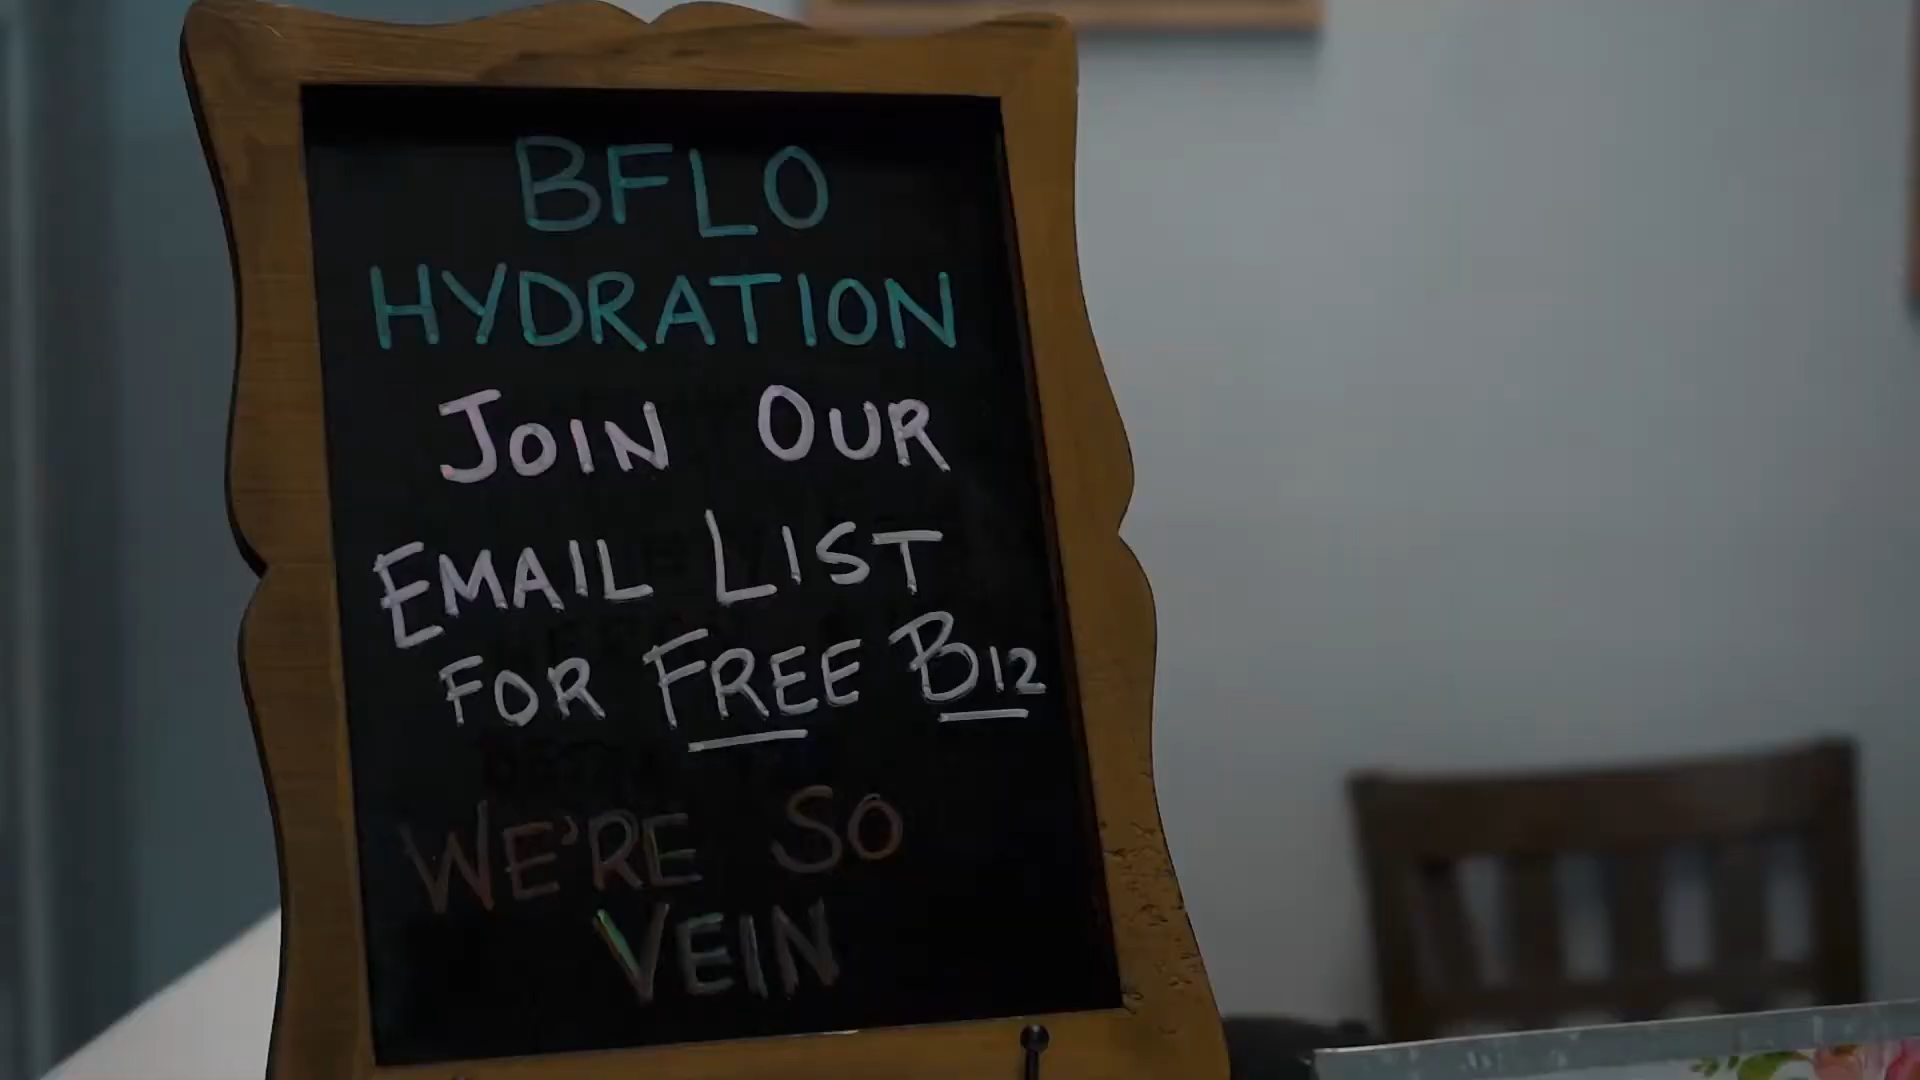 BFLO
HYDRATION
JOIN OUR
EMAIL LIST
FOR FREE B12
WE'RE SO
VEIN